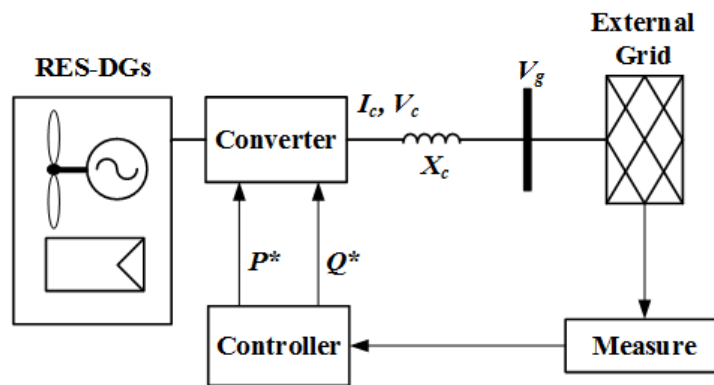 External
Grid
RES-DGs
V_g
I_c, V_c
Converter
X_c
P*
Q*
Controller
Measure